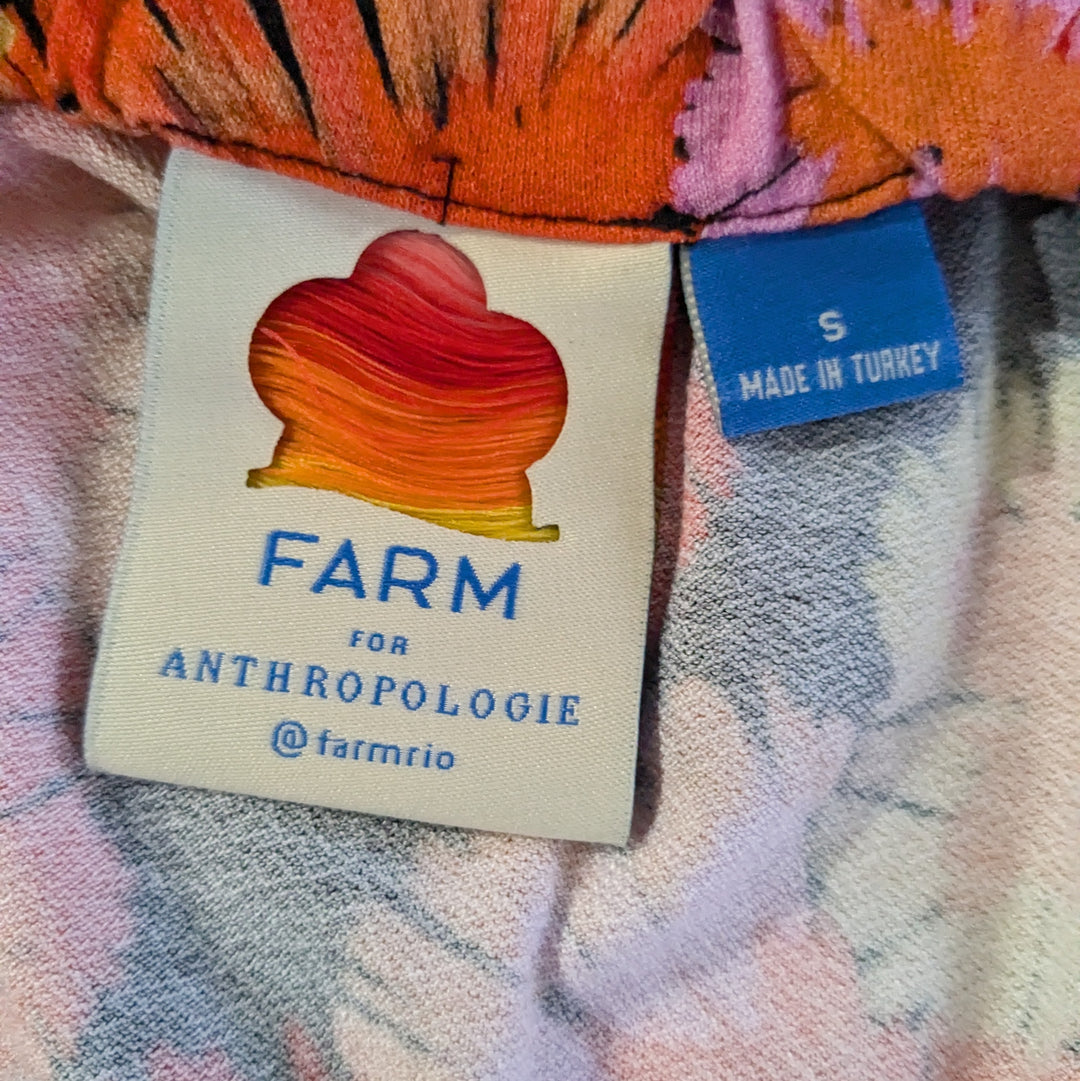 FARM
FOR
ANTHROPOLOGIE
@farmrio
S
MADE IN TURKEY